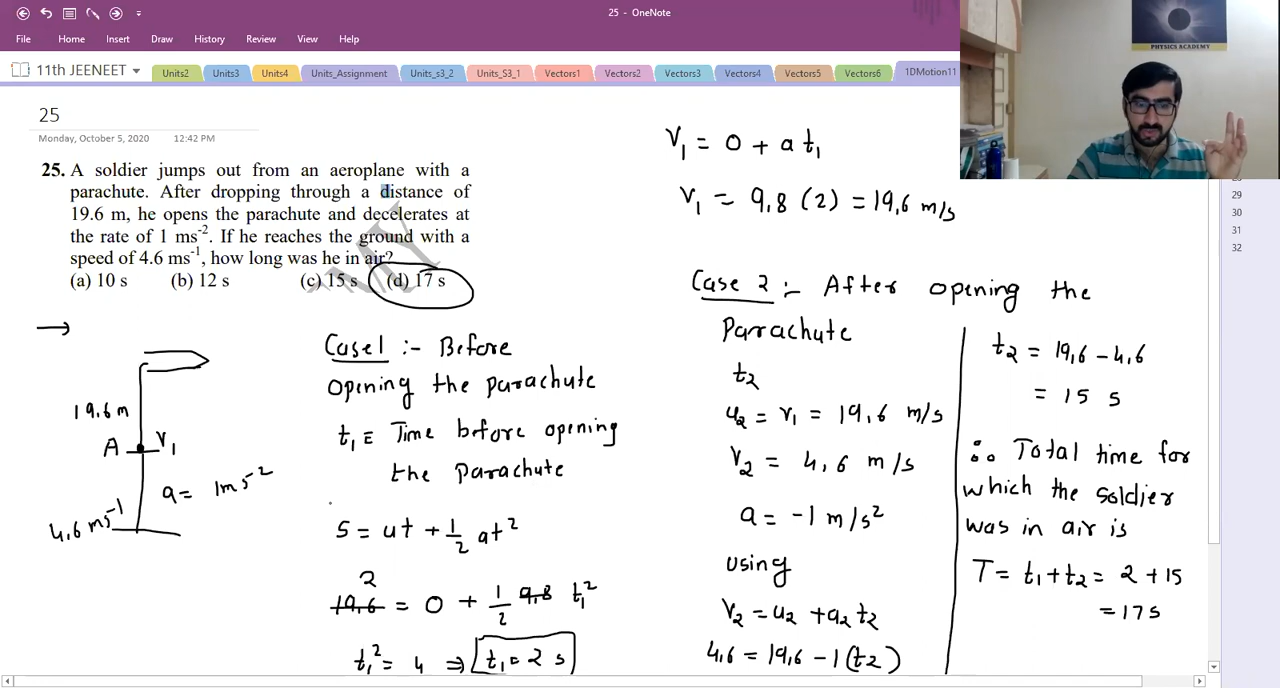 25 - OneNote
File Home Insert Draw History Review View Help
11th JEENEET Units2 Units3 Units4 Units_Assignment Units_s3_2 Units_S3_1 Vectors1 Vectors2 Vectors3 Vectors4 Vectors5 Vectors6 1DMotion11
PHYSICS ACADEMY
25
Monday, October 5, 2020 12:42 PM
25. A soldier jumps out from an aeroplane with a
parachute. After dropping through a distance of
19.6 m, he opens the parachute and decelerates at
the rate of 1 ms⁻². If he reaches the ground with a
speed of 4.6 ms⁻¹, how long was he in air?
(a) 10 s (b) 12 s (c) 15 s (d) 17 s
→
19.6 m
A V₁
a = 1ms⁻²
4.6 ms⁻¹
Case1 :- Before
opening the parachute
t₁ = Time before opening
the parachute
s = ut + 1/2 at²
2
19.6 = 0 + 1/2 9.8 t₁²
t₁² = 4 ⇒ t₁ = 2 s
V₁ = 0 + a t₁
V₁ = 9.8 (2) = 19.6 m/s
Case 2 :- After opening the
Parachute
t₂
u₂ = V₁ = 19.6 m/s
V₂ = 4.6 m/s
a = -1 m/s²
using
V₂ = u₂ + a₂t₂
4.6 = 19.6 - 1(t₂)
t₂ = 19.6 - 4.6
= 15 s
∴ Total time for
which the soldier
was in air is
T = t₁ + t₂ = 2 + 15
= 17 s
29
30
31
32